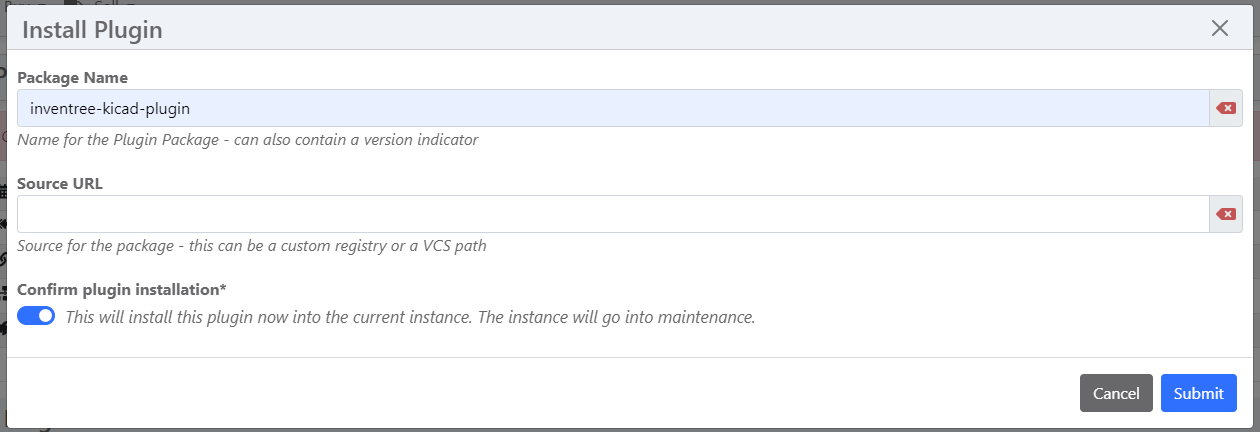 Install Plugin
Package Name
inventree-kicad-plugin
Name for the Plugin Package - can also contain a version indicator
Source URL
Source for the package - this can be a custom registry or a VCS path
Confirm plugin installation*
This will install this plugin now into the current instance. The instance will go into maintenance.
Cancel Submit